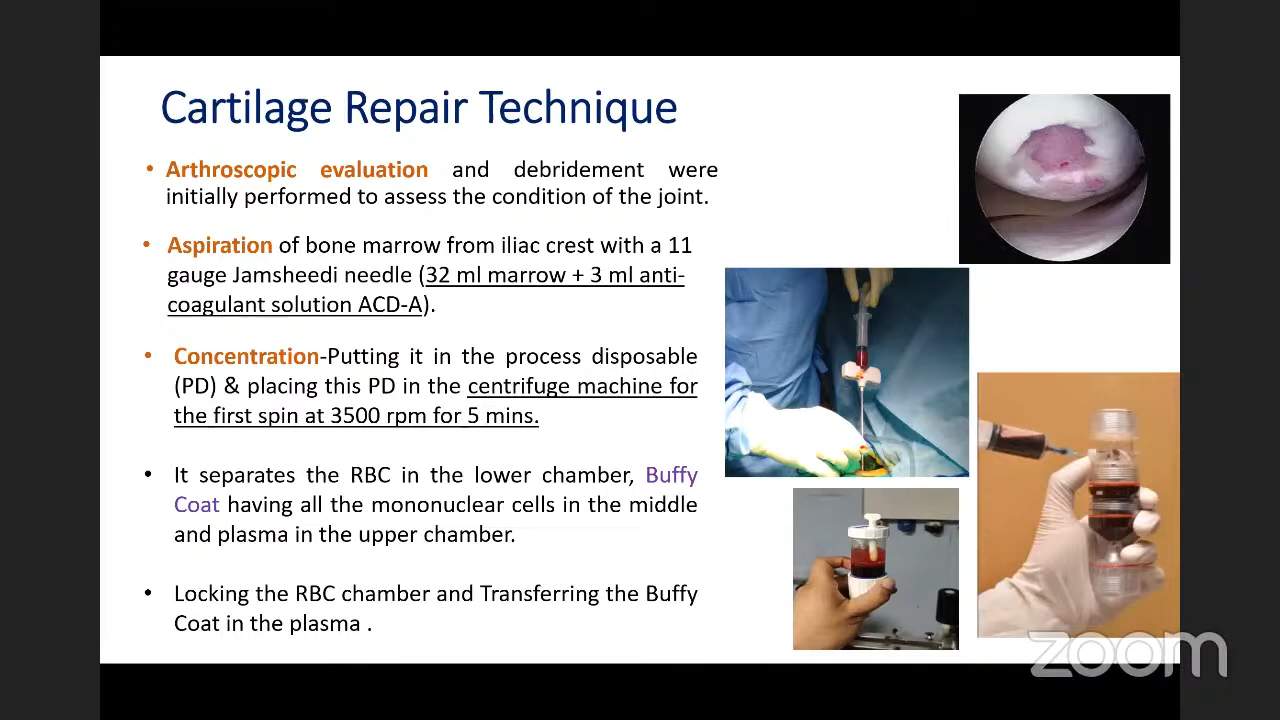 Cartilage Repair Technique
• Arthroscopic evaluation and debridement were
initially performed to assess the condition of the joint.
• Aspiration of bone marrow from iliac crest with a 11
gauge Jamsheedi needle (32 ml marrow + 3 ml anti-
coagulant solution ACD-A).
• Concentration-Putting it in the process disposable
(PD) & placing this PD in the centrifuge machine for
the first spin at 3500 rpm for 5 mins.
• It separates the RBC in the lower chamber, Buffy
Coat having all the mononuclear cells in the middle
and plasma in the upper chamber.
• Locking the RBC chamber and Transferring the Buffy
Coat in the plasma .
zoom